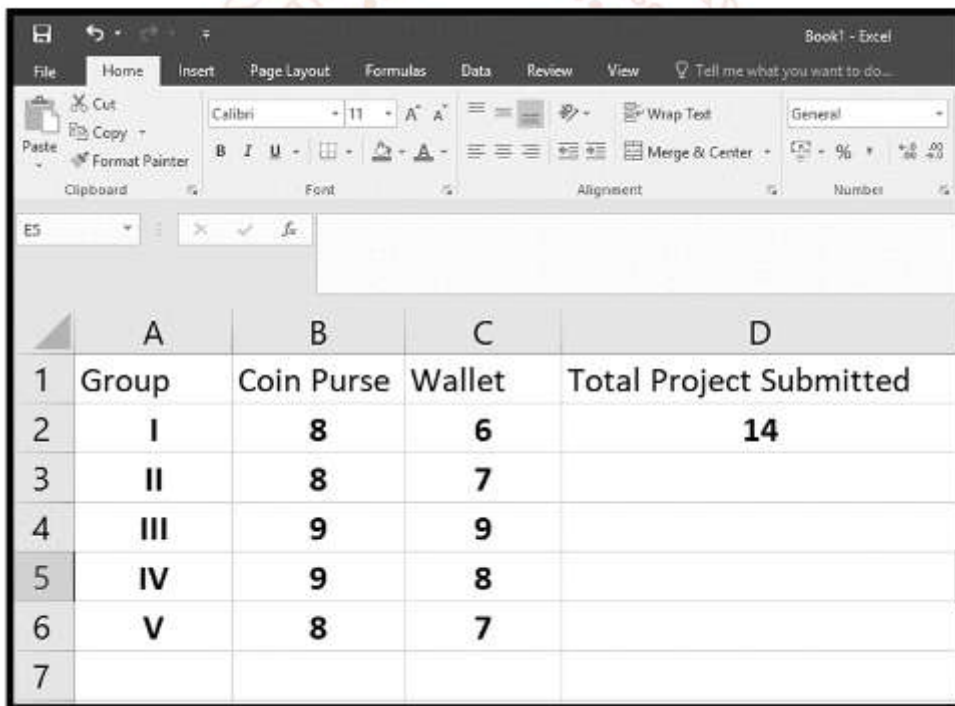 Book1 - Excel
File Home Insert Page Layout Formulas Data Review View Tell me what you want to do...
Cut
Copy
Paste
Format Painter
Calibri 11 A A
Wrap Text
General
B I U A
Merge & Center
% 
Clipboard Font Alignment Number
E5 fx
A B C D
1 Group Coin Purse Wallet Total Project Submitted
2 I 8 6 14
3 II 8 7
4 III 9 9
5 IV 9 8
6 V 8 7
7